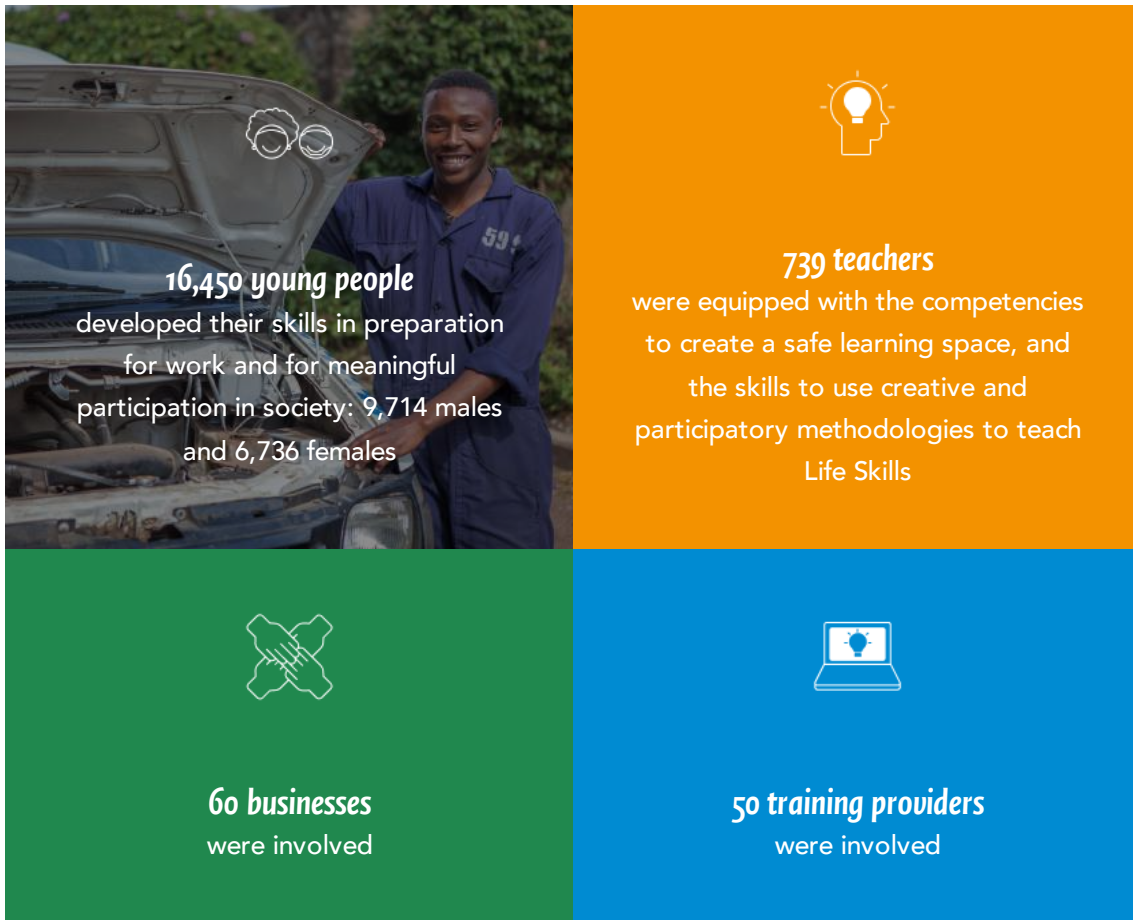 16,450 young people
developed their skills in preparation
for work and for meaningful
participation in society: 9,714 males
and 6,736 females
739 teachers
were equipped with the competencies
to create a safe learning space, and
the skills to use creative and
participatory methodologies to teach
Life Skills
60 businesses
were involved
50 training providers
were involved